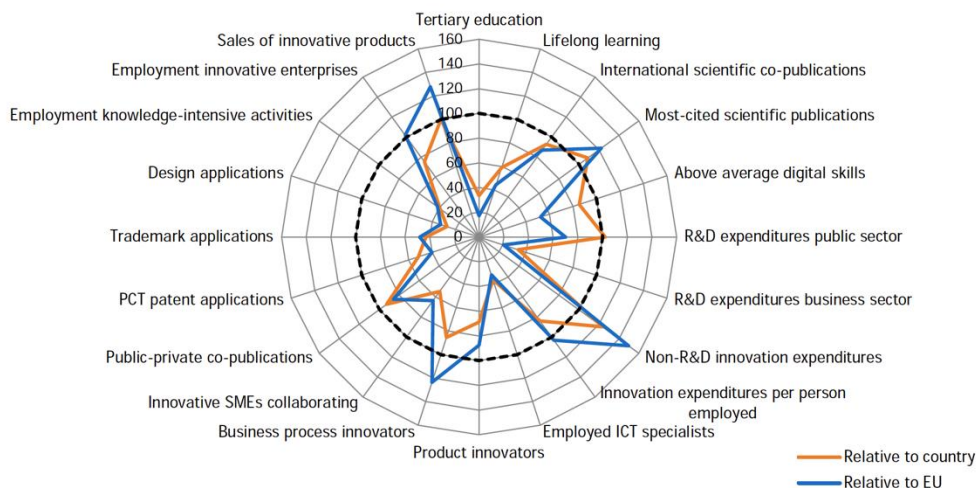 Tertiary education
Sales of innovative products
Lifelong learning
Employment innovative enterprises
International scientific co-publications
Employment knowledge-intensive activities
Most-cited scientific publications
Design applications
Above average digital skills
Trademark applications
R&D expenditures public sector
PCT patent applications
R&D expenditures business sector
Public-private co-publications
Non-R&D innovation expenditures
Innovative SMEs collaborating
Innovation expenditures per person
employed
Business process innovators
Employed ICT specialists
Product innovators
160
140
120
100
80
60
40
20
0
Relative to country
Relative to EU